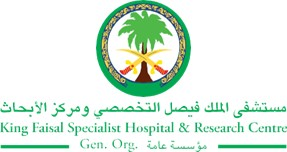 مستشفى الملك فيصل التخصصي ومركز الأبحاث
King Faisal Specialist Hospital & Research Centre
Gen. Org. مؤسسة عامة